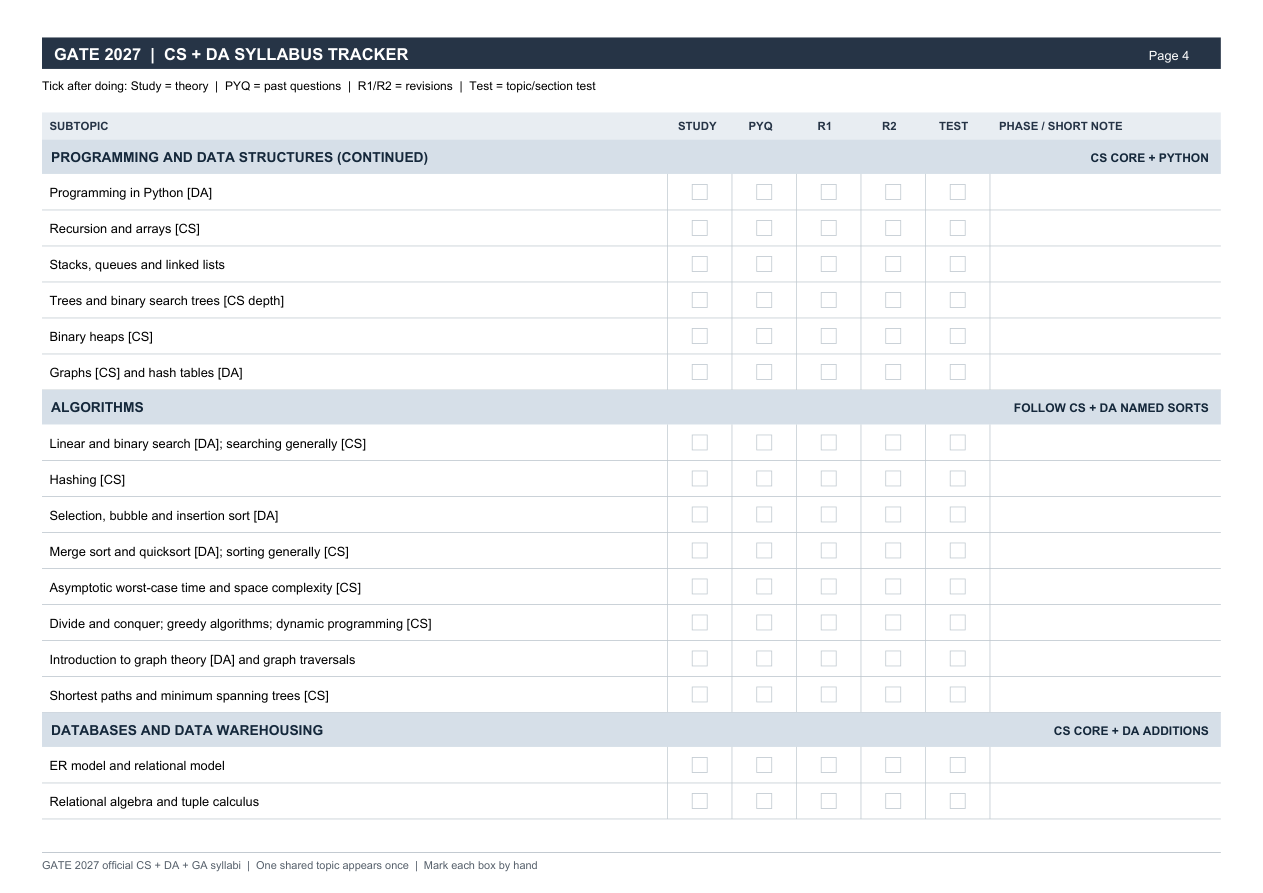 GATE 2027 | CS + DA SYLLABUS TRACKER Page 4
Tick after doing: Study = theory | PYQ = past questions | R1/R2 = revisions | Test = topic/section test
SUBTOPIC STUDY PYQ R1 R2 TEST PHASE / SHORT NOTE
PROGRAMMING AND DATA STRUCTURES (CONTINUED) CS CORE + PYTHON
Programming in Python [DA]
Recursion and arrays [CS]
Stacks, queues and linked lists
Trees and binary search trees [CS depth]
Binary heaps [CS]
Graphs [CS] and hash tables [DA]
ALGORITHMS FOLLOW CS + DA NAMED SORTS
Linear and binary search [DA]; searching generally [CS]
Hashing [CS]
Selection, bubble and insertion sort [DA]
Merge sort and quicksort [DA]; sorting generally [CS]
Asymptotic worst-case time and space complexity [CS]
Divide and conquer; greedy algorithms; dynamic programming [CS]
Introduction to graph theory [DA] and graph traversals
Shortest paths and minimum spanning trees [CS]
DATABASES AND DATA WAREHOUSING CS CORE + DA ADDITIONS
ER model and relational model
Relational algebra and tuple calculus
GATE 2027 official CS + DA + GA syllabi | One shared topic appears once | Mark each box by hand